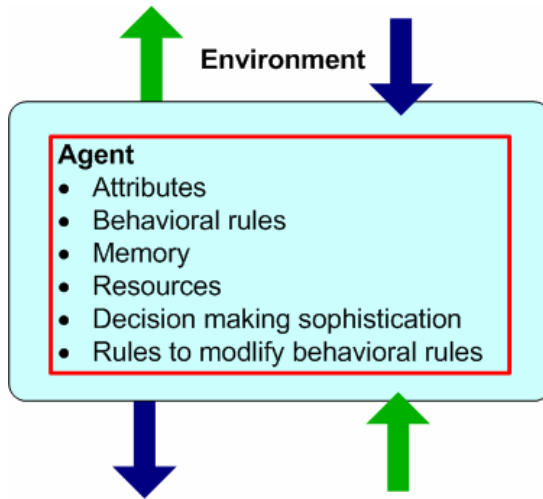 Environment
Agent
• Attributes
• Behavioral rules
• Memory
• Resources
• Decision making sophistication
• Rules to modlify behavioral rules